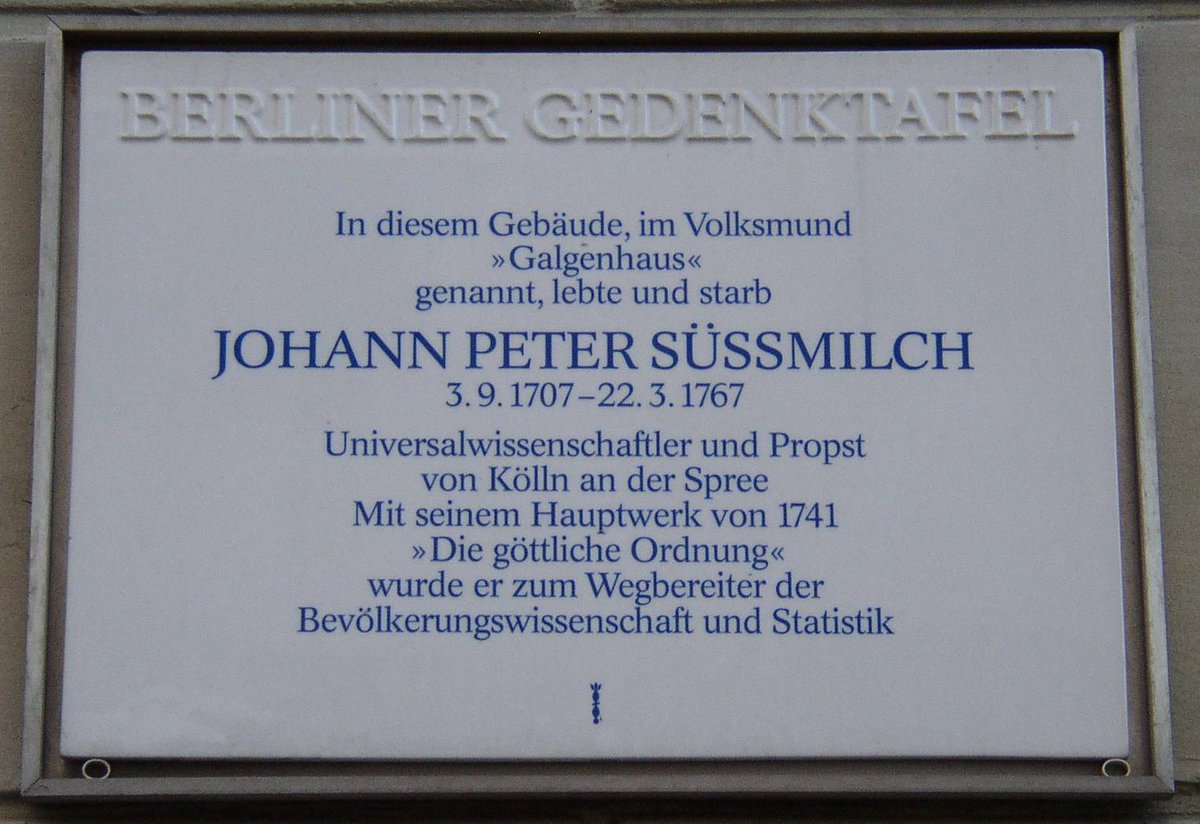 BERLINER GEDENKTAFEL
In diesem Gebäude, im Volksmund
»Galgenhaus«
genannt, lebte und starb
JOHANN PETER SÜSSMILCH
3. 9. 1707–22. 3. 1767
Universalwissenschaftler und Propst
von Kölln an der Spree
Mit seinem Hauptwerk von 1741
»Die göttliche Ordnung«
wurde er zum Wegbereiter der
Bevölkerungswissenschaft und Statistik